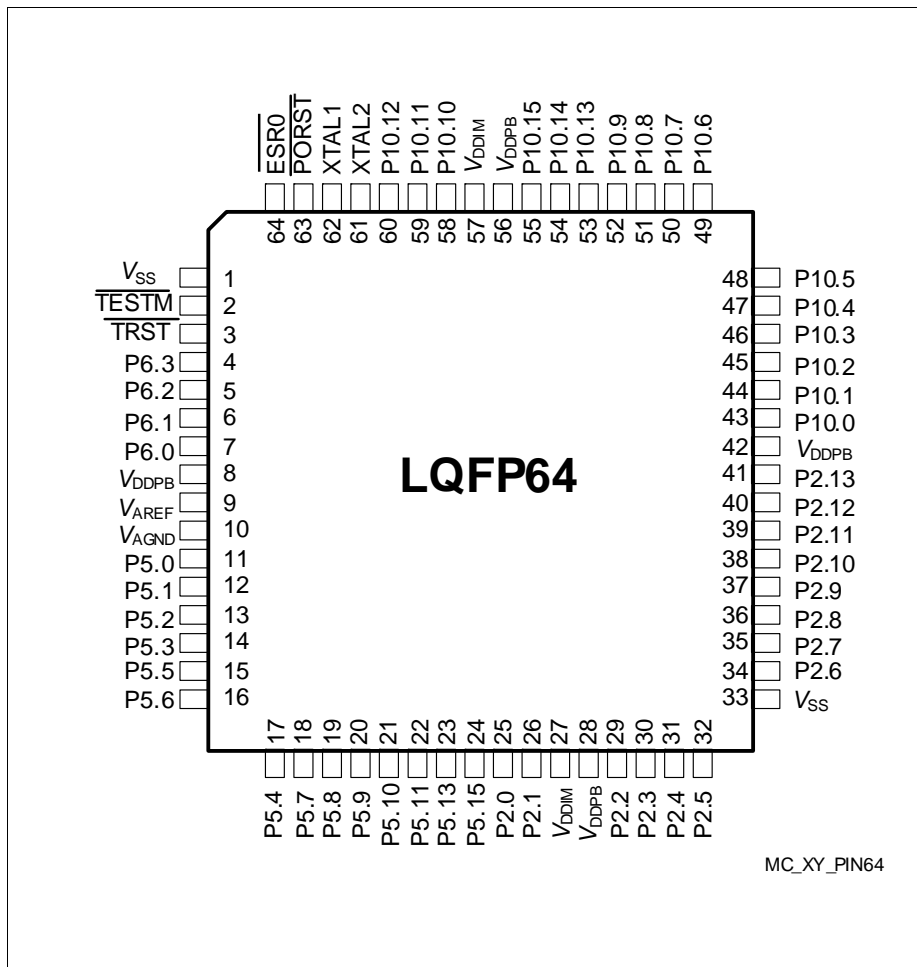 ESR0
PORST
XTAL1
XTAL2
P10.12
P10.11
P10.10
VDDIM
VDDPB
P10.15
P10.14
P10.13
P10.9
P10.8
P10.7
P10.6
64
63
62
61
60
59
58
57
56
55
54
53
52
51
50
49
VSS 1
TESTM 2
TRST 3
P6.3 4
P6.2 5
P6.1 6
P6.0 7
VDDPB 8
VAREF 9
VAGND 10
P5.0 11
P5.1 12
P5.2 13
P5.3 14
P5.5 15
P5.6 16
LQFP64
48 P10.5
47 P10.4
46 P10.3
45 P10.2
44 P10.1
43 P10.0
42 VDDPB
41 P2.13
40 P2.12
39 P2.11
38 P2.10
37 P2.9
36 P2.8
35 P2.7
34 P2.6
33 VSS
17
18
19
20
21
22
23
24
25
26
27
28
29
30
31
32
P5.4
P5.7
P5.8
P5.9
P5.10
P5.11
P5.13
P5.15
P2.0
P2.1
VDDIM
VDDPB
P2.2
P2.3
P2.4
P2.5
MC_XY_PIN64